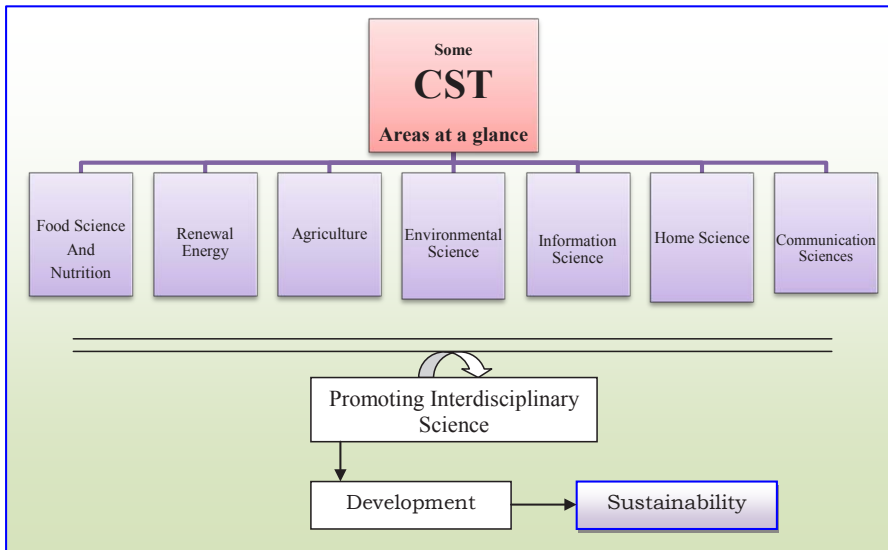 Some
CST
Areas at a glance
Food Science
And
Nutrition
Renewal
Energy
Agriculture
Environmental
Science
Information
Science
Home Science
Communication
Sciences
Promoting Interdisciplinary
Science
Development
Sustainability